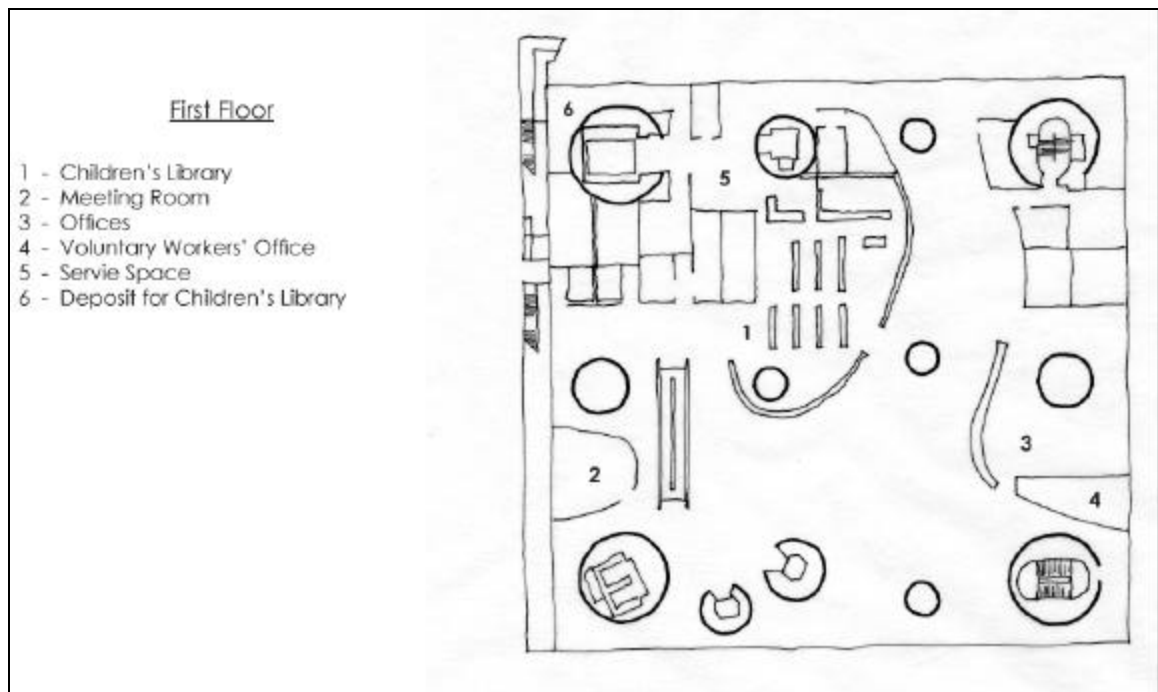 First Floor
1 - Children's Library
2 - Meeting Room
3 - Offices
4 - Voluntary Workers' Office
5 - Servie Space
6 - Deposit for Children's Library
6
5
1
2
3
4